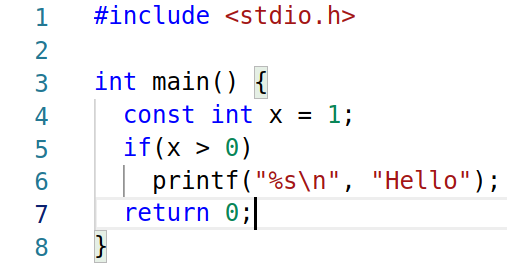 1 #include <stdio.h>
2
3 int main() {
4   const int x = 1;
5   if(x > 0)
6     printf("%s\n", "Hello");
7   return 0;
8 }